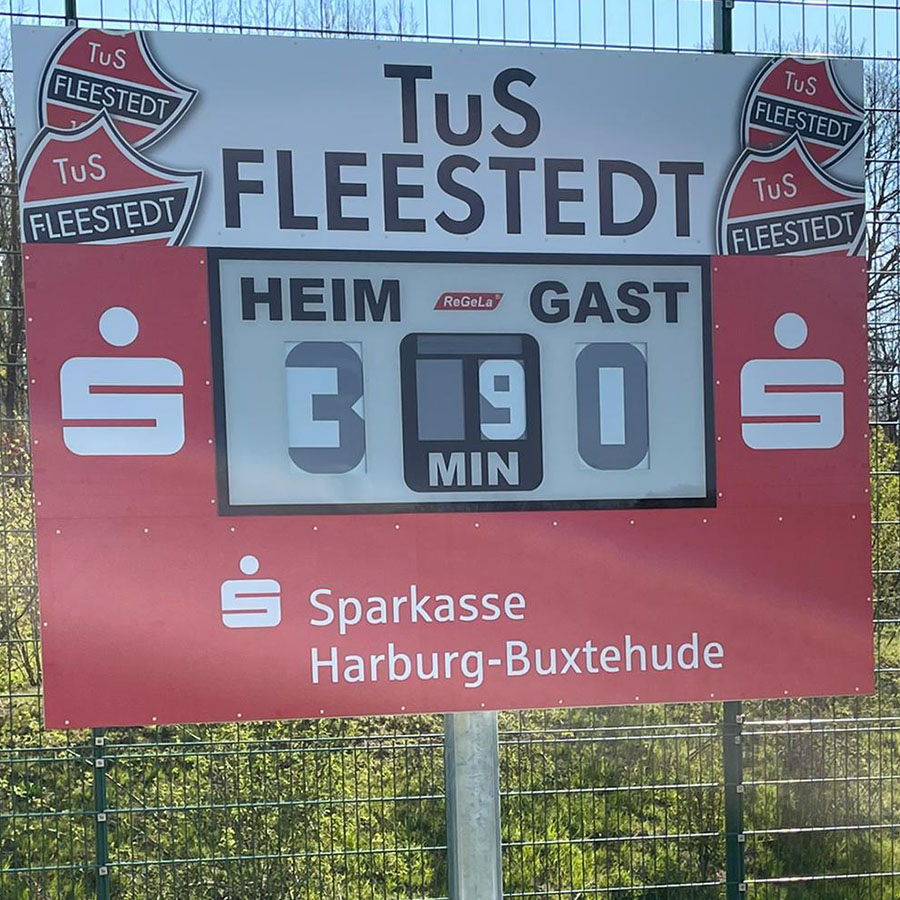 TuS
FLEESTEDT
TuS
FLEESTEDT
TuS
FLEESTEDT
TuS
FLEESTEDT
TuS
FLEESTEDT
HEIM
ReGeLa
GAST
3
9
0
MIN
Sparkasse
Harburg-Buxtehude